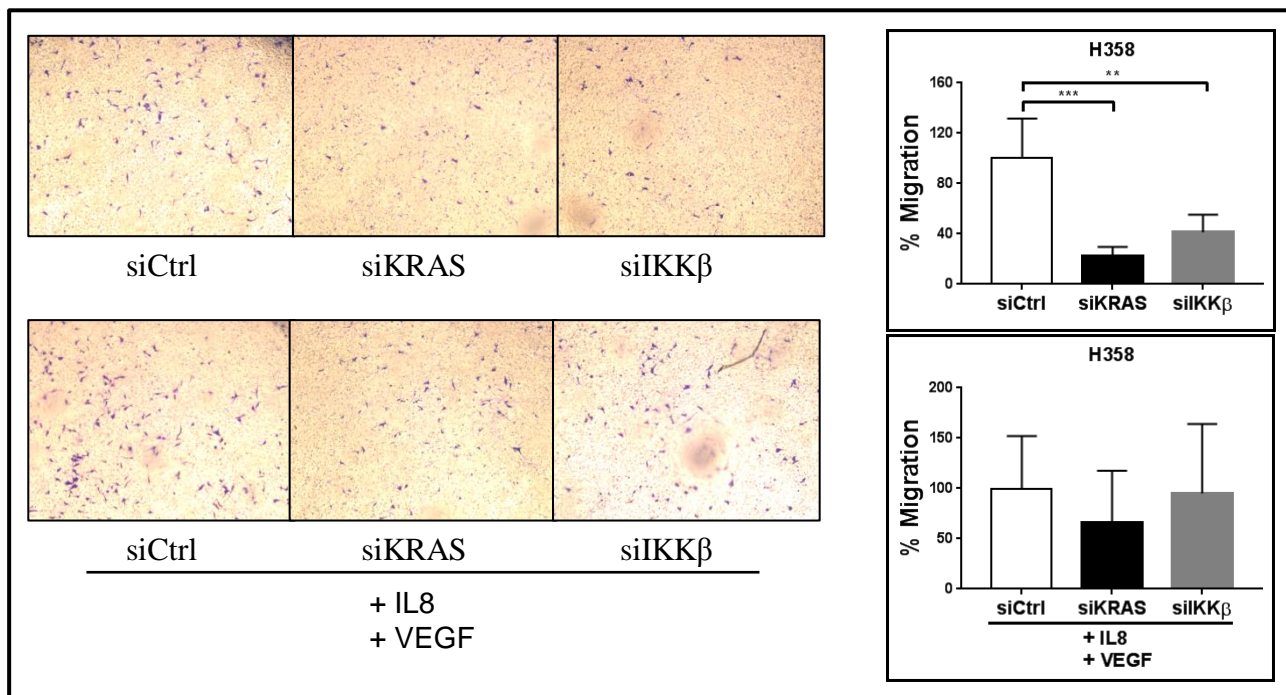 siCtrl siKRAS siIKKβ
siCtrl siKRAS siIKKβ
+ IL8
+ VEGF
H358
% Migration
160
120
80
40
0
***
**
siCtrl siKRAS siIKKβ
H358
% Migration
200
150
100
50
0
siCtrl siKRAS siIKKβ
+ IL8
+ VEGF